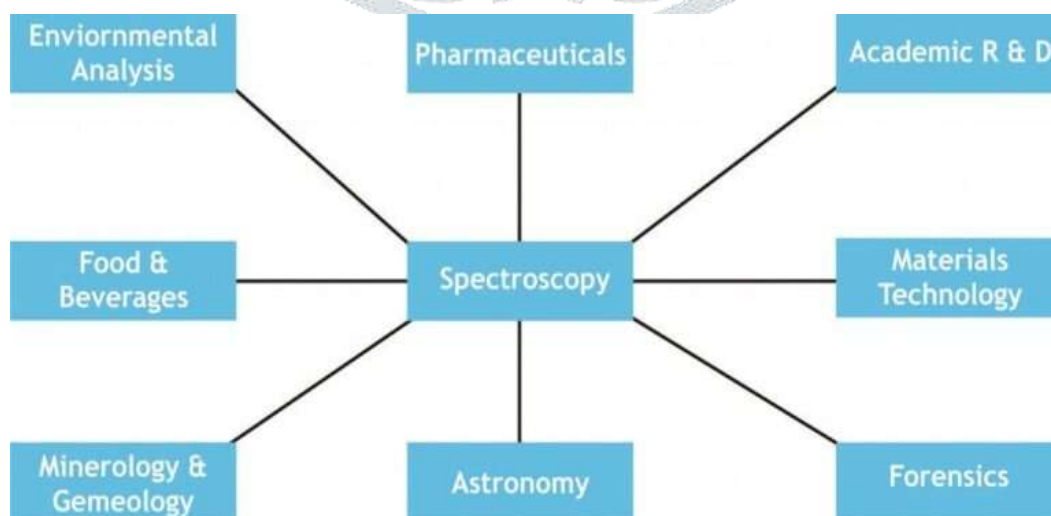 Enviornmental
Analysis
Pharmaceuticals
Academic R & D
Food &
Beverages
Spectroscopy
Materials
Technology
Minerology &
Gemeology
Astronomy
Forensics